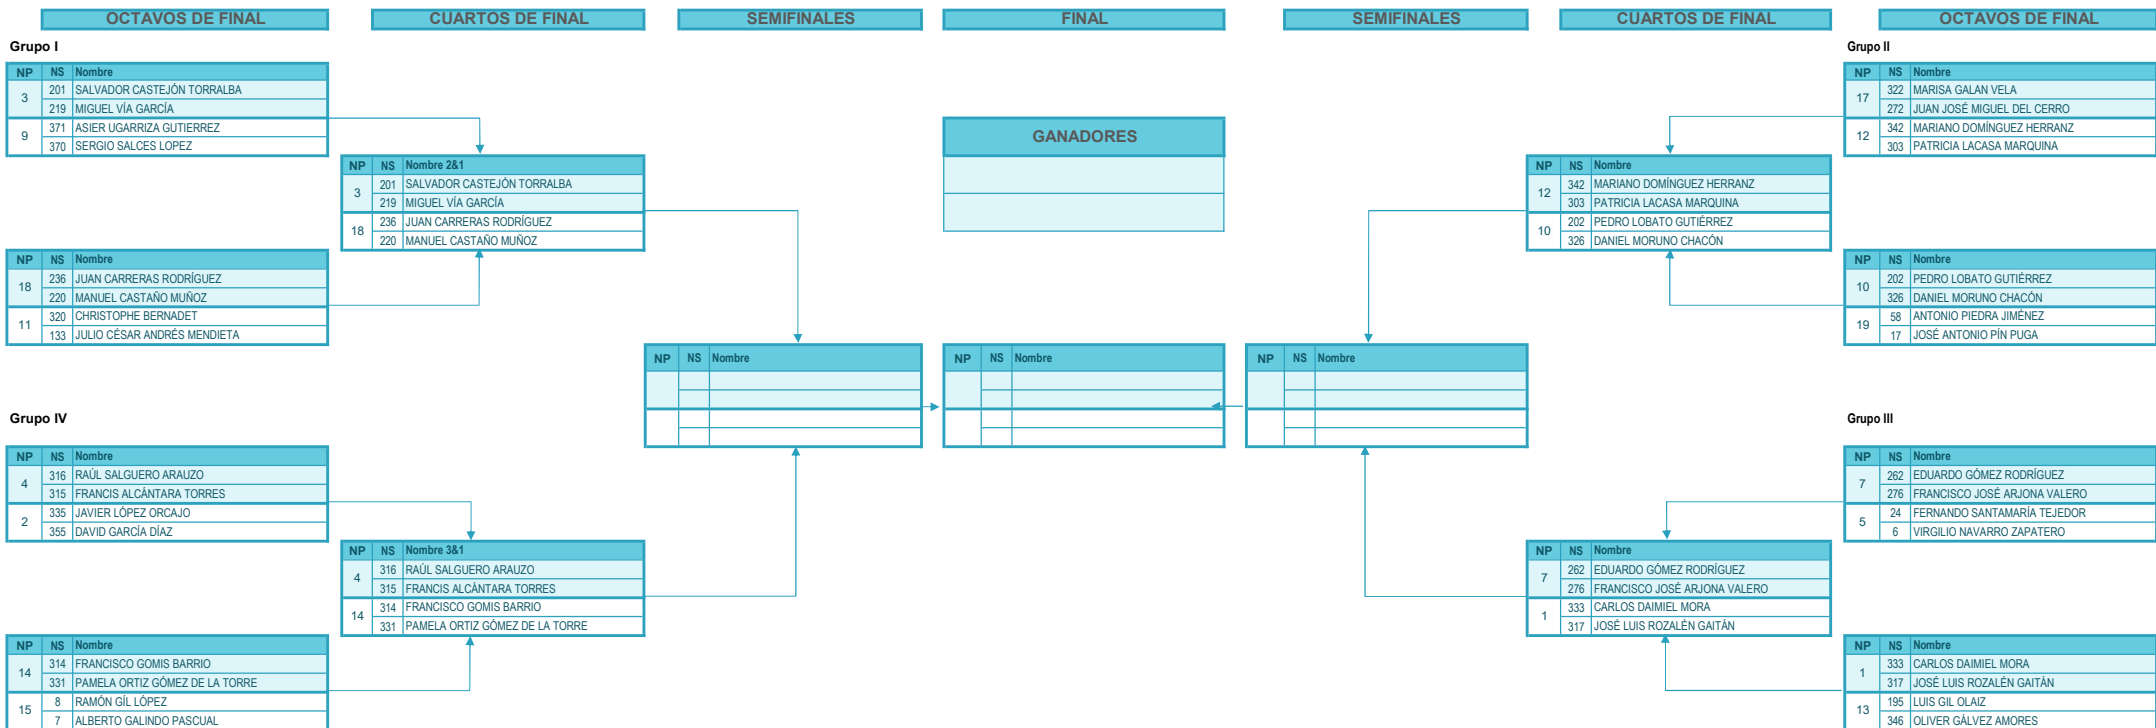 OCTAVOS DE FINAL
CUARTOS DE FINAL
SEMIFINALES
FINAL
SEMIFINALES
CUARTOS DE FINAL
OCTAVOS DE FINAL
Grupo I
NP NS Nombre
3
201 SALVADOR CASTEJÓN TORRALBA
219 MIGUEL VÍA GARCÍA
9
371 ASIER UGARRIZA GUTIERREZ
370 SERGIO SALCES LOPEZ
NP NS Nombre
18
236 JUAN CARRERAS RODRÍGUEZ
220 MANUEL CASTAÑO MUÑOZ
11
320 CHRISTOPHE BERNADET
133 JULIO CÉSAR ANDRÉS MENDIETA
Grupo IV
NP NS Nombre
4
316 RAÚL SALGUERO ARAUZO
315 FRANCIS ALCÁNTARA TORRES
2
335 JAVIER LÓPEZ ORCAJO
355 DAVID GARCÍA DÍAZ
NP NS Nombre
14
314 FRANCISCO GOMIS BARRIO
331 PAMELA ORTIZ GÓMEZ DE LA TORRE
15
8 RAMÓN GÍL LÓPEZ
7 ALBERTO GALINDO PASCUAL
NP NS Nombre 2&1
3
201 SALVADOR CASTEJÓN TORRALBA
219 MIGUEL VÍA GARCÍA
18
236 JUAN CARRERAS RODRÍGUEZ
220 MANUEL CASTAÑO MUÑOZ
NP NS Nombre 3&1
4
316 RAÚL SALGUERO ARAUZO
315 FRANCIS ALCÁNTARA TORRES
14
314 FRANCISCO GOMIS BARRIO
331 PAMELA ORTIZ GÓMEZ DE LA TORRE
NP NS Nombre
GANADORES
NP NS Nombre
NP NS Nombre
NP NS Nombre
12
342 MARIANO DOMÍNGUEZ HERRANZ
303 PATRICIA LACASA MARQUINA
10
202 PEDRO LOBATO GUTIÉRREZ
326 DANIEL MORUNO CHACÓN
NP NS Nombre
7
262 EDUARDO GÓMEZ RODRÍGUEZ
276 FRANCISCO JOSÉ ARJONA VALERO
1
333 CARLOS DAIMIEL MORA
317 JOSÉ LUIS ROZALÉN GAITÁN
Grupo II
NP NS Nombre
17
322 MARISA GALAN VELA
272 JUAN JOSÉ MIGUEL DEL CERRO
12
342 MARIANO DOMÍNGUEZ HERRANZ
303 PATRICIA LACASA MARQUINA
NP NS Nombre
10
202 PEDRO LOBATO GUTIÉRREZ
326 DANIEL MORUNO CHACÓN
19
58 ANTONIO PIEDRA JIMÉNEZ
17 JOSÉ ANTONIO PÍN PUGA
Grupo III
NP NS Nombre
7
262 EDUARDO GÓMEZ RODRÍGUEZ
276 FRANCISCO JOSÉ ARJONA VALERO
5
24 FERNANDO SANTAMARÍA TEJEDOR
6 VIRGILIO NAVARRO ZAPATERO
NP NS Nombre
1
333 CARLOS DAIMIEL MORA
317 JOSÉ LUIS ROZALÉN GAITÁN
13
195 LUIS GIL OLAIZ
346 OLIVER GÁLVEZ AMORES